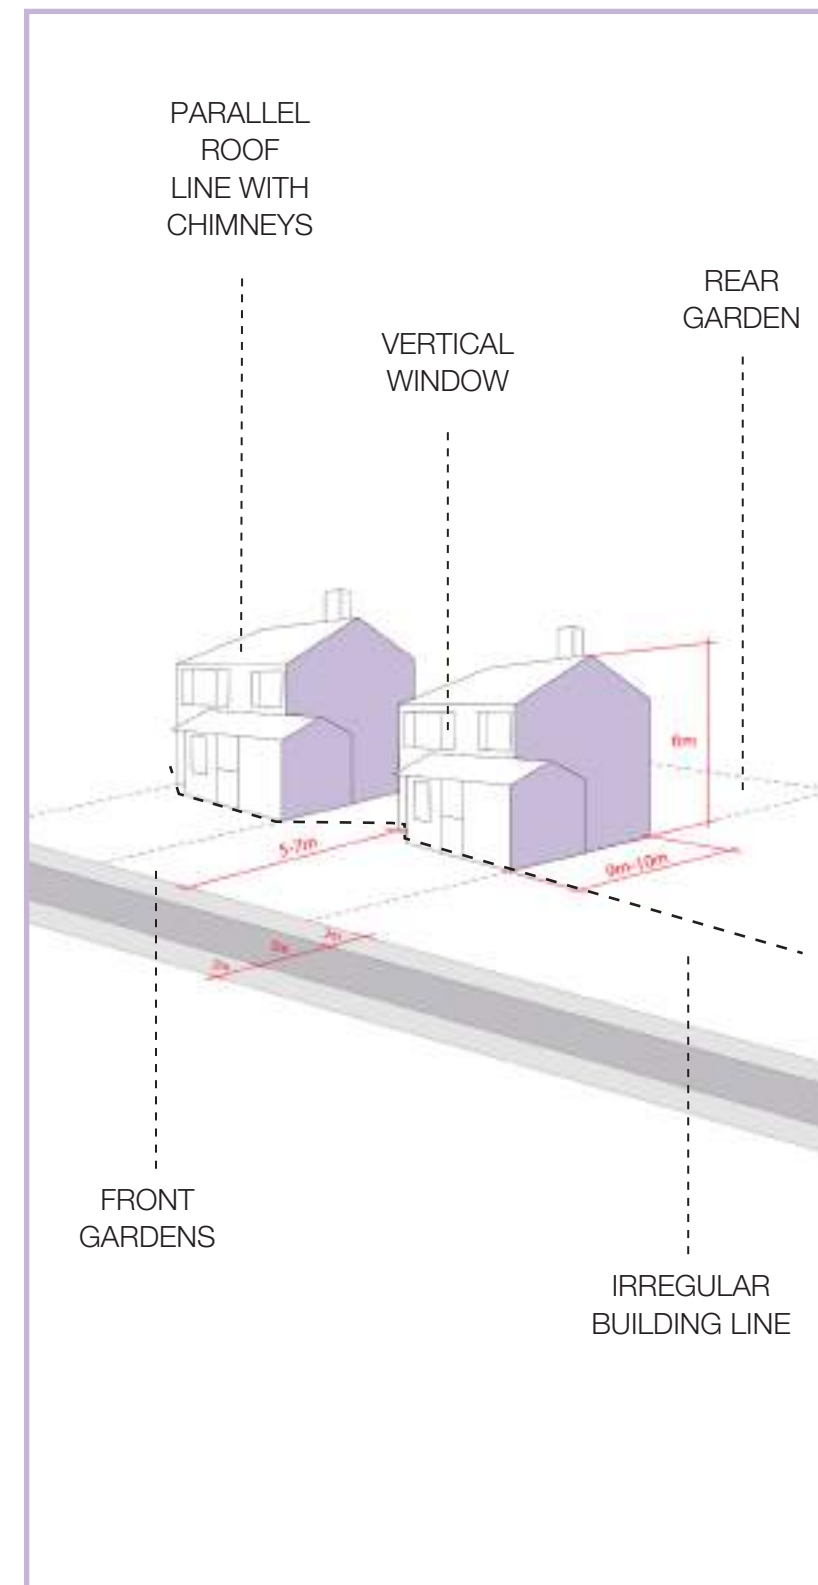 PARALLEL
ROOF
LINE WITH
CHIMNEYS
REAR
GARDEN
VERTICAL
WINDOW
5-7m
9m-10m
FRONT
GARDENS
IRREGULAR
BUILDING LINE